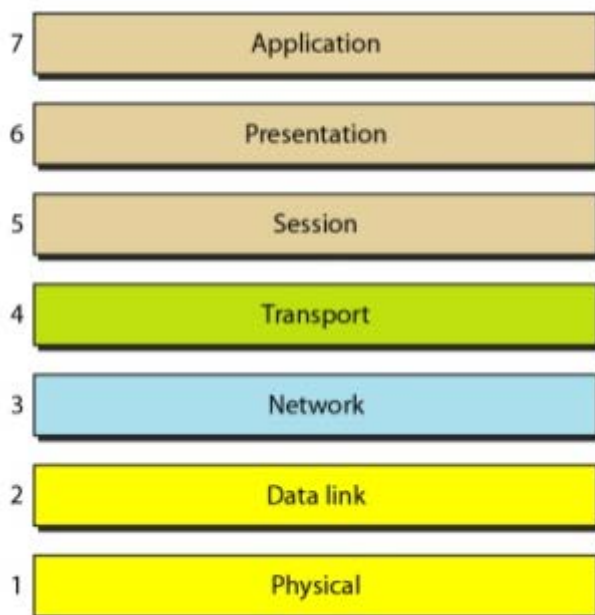 7 Application
6 Presentation
5 Session
4 Transport
3 Network
2 Data link
1 Physical